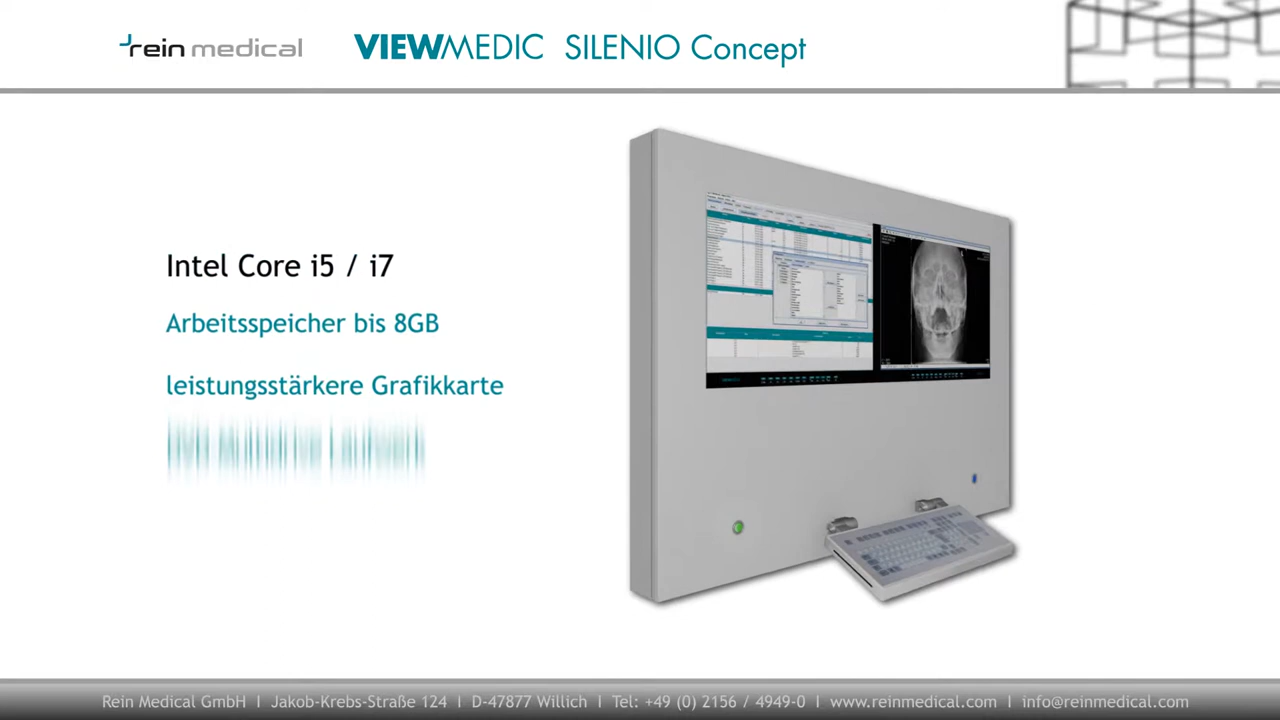 rein medical VIEWMEDIC SILENIO Concept
Intel Core i5 / i7
Arbeitsspeicher bis 8GB
leistungsstärkere Grafikkarte
Rein Medical GmbH I Jakob-Krebs-Straße 124 I D-47877 Willich I Tel: +49 (0) 2156 / 4949-0 I www.reinmedical.com I info@reinmedical.com